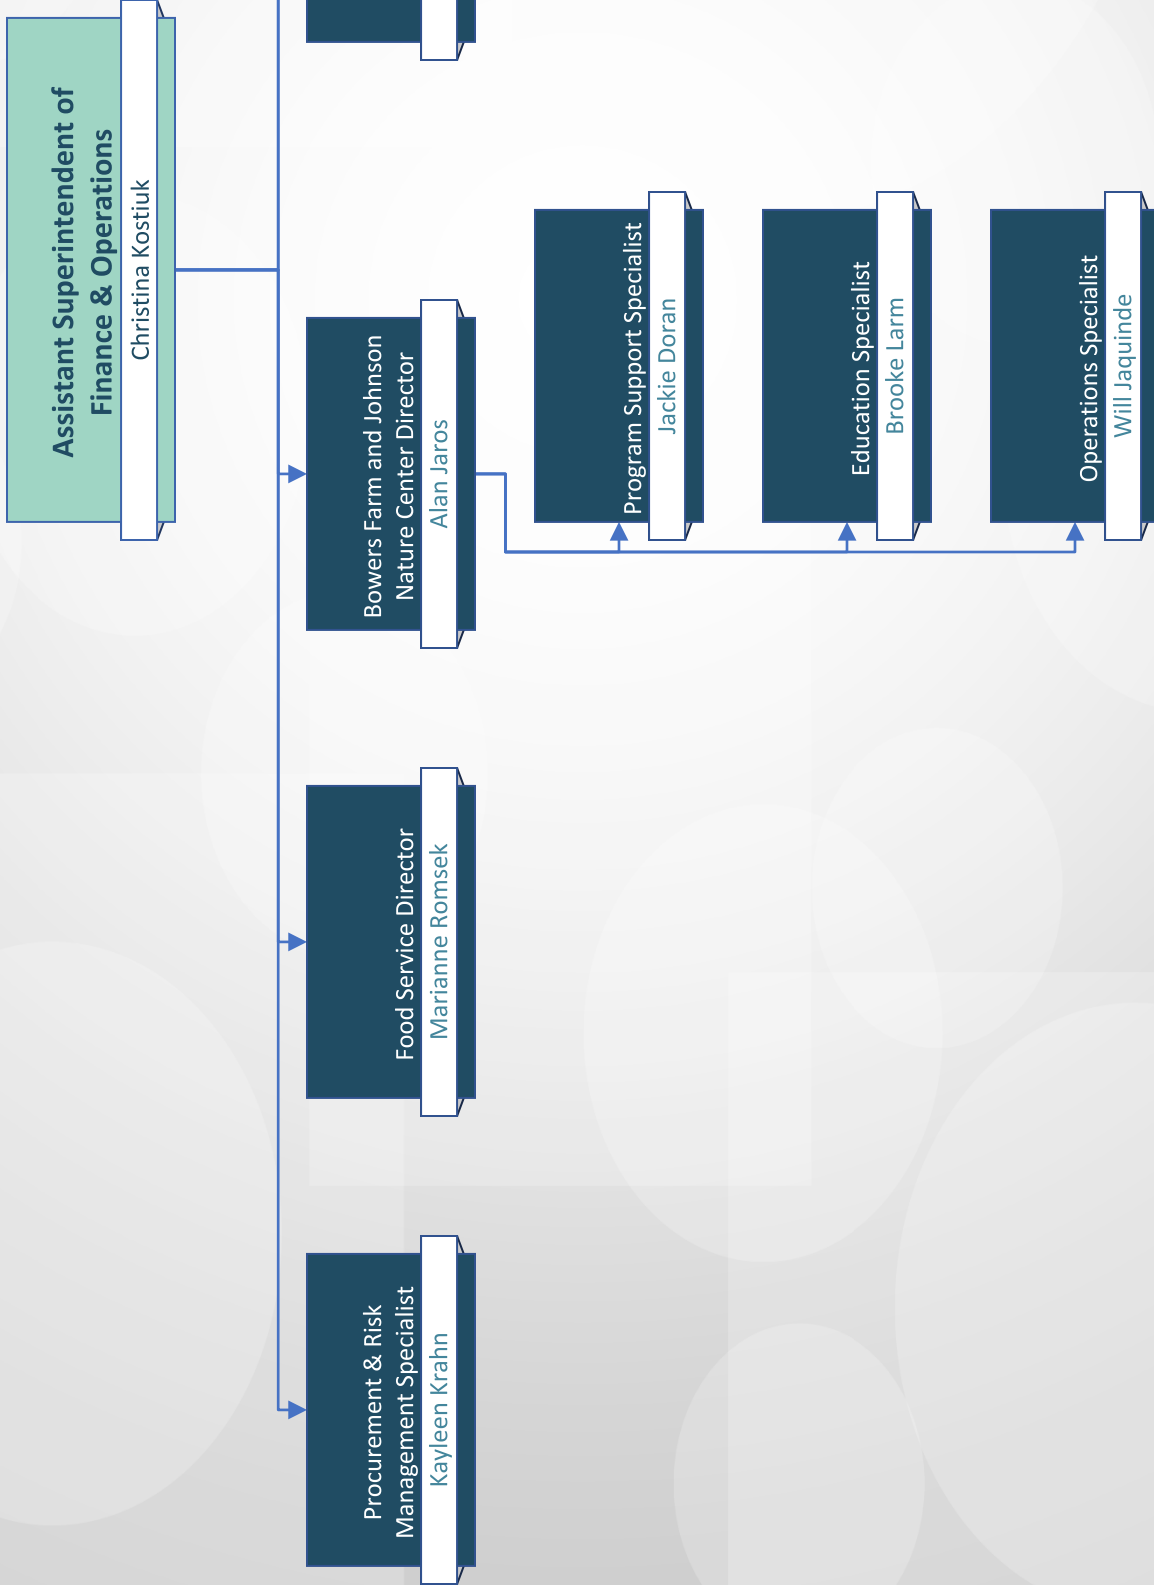 Assistant Superintendent of
Finance & Operations
Christina Kostiuk
Procurement & Risk
Management Specialist
Kayleen Krahn
Food Service Director
Marianne Romsek
Bowers Farm and Johnson
Nature Center Director
Alan Jaros
Program Support Specialist
Jackie Doran
Education Specialist
Brooke Larm
Operations Specialist
Will Jaquinde